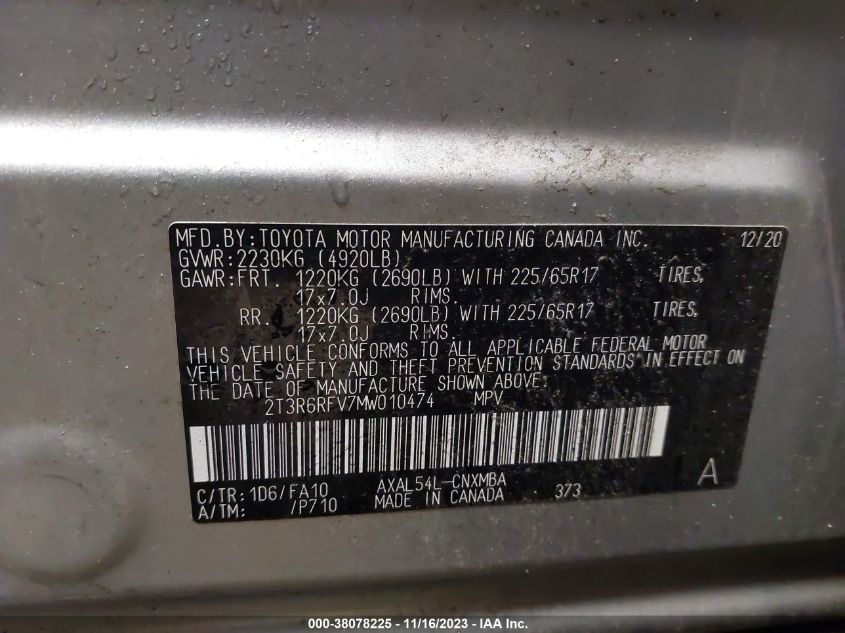 MFD. BY: TOYOTA MOTOR MANUFACTURING CANADA INC. 12/20
GVWR: 2230KG (4920LB)
GAWR: FRT. 1220KG (2690LB) WITH 225/65R17 TIRES,
17x7.0J RIMS.
RR. 1220KG (2690LB) WITH 225/65R17 TIRES,
17x7.0J RIMS.
THIS VEHICLE CONFORMS TO ALL APPLICABLE FEDERAL MOTOR
VEHICLE SAFETY AND THEFT PREVENTION STANDARDS IN EFFECT ON
THE DATE OF MANUFACTURE SHOWN ABOVE.
2T3R6RFV7MW010474 MPV
A
C/TR: 1D6/FA10 AXAL54L-CNXMBA
A/TM: /P710 MADE IN CANADA 373
000-38078225 - 11/16/2023 - IAA Inc.